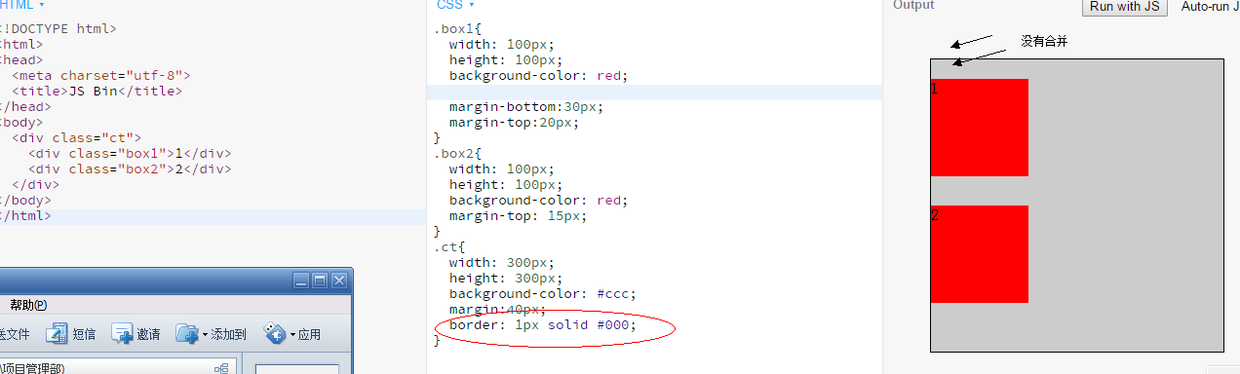 HTML
<!DOCTYPE html>
<html>
<head>
<meta charset="utf-8">
<title>JS Bin</title>
</head>
<body>
<div class="ct">
<div class="box1">1</div>
<div class="box2">2</div>
</div>
</body>
</html>
帮助(P)
送文件 短信 邀请 添加到 应用
项目管理部)
CSS
.box1{
width: 100px;
height: 100px;
background-color: red;
margin-bottom:30px;
margin-top:20px;
}
.box2{
width: 100px;
height: 100px;
background-color: red;
margin-top: 15px;
}
.ct{
width: 300px;
height: 300px;
background-color: #ccc;
margin:40px;
border: 1px solid #000;
}
Output Run with JS Auto-run J
没有合并
1
2